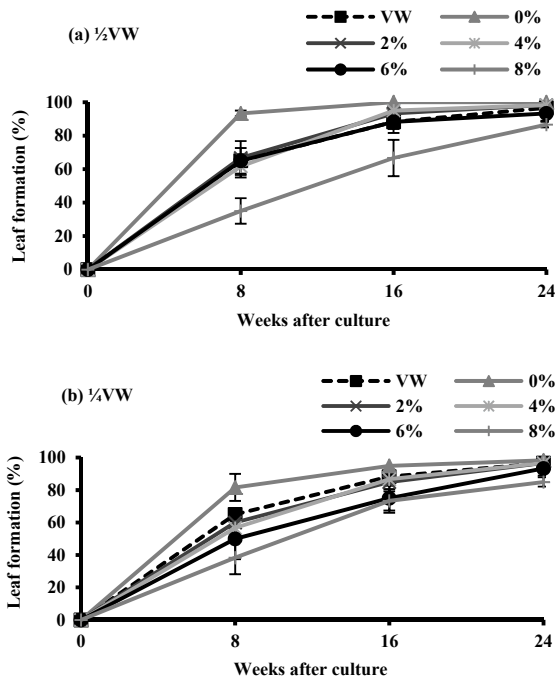 (a) ½VW
VW 0%
2% 4%
6% 8%
Leaf formation (%)
100
80
60
40
20
0
0 8 16 24
Weeks after culture
(b) ¼VW
VW 0%
2% 4%
6% 8%
Leaf formation (%)
100
80
60
40
20
0
0 8 16 24
Weeks after culture